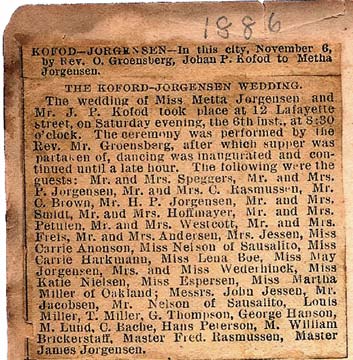 1886
KOFOD—JORGENSEN—In this city, November 6,
by Rev. O. Groensberg, Johan P. Kofod to Metha
Jorgensen.
THE KOFORD-JORGENSEN WEDDING.
The wedding of Miss Metta Jorgensen and
Mr. J. P. Kofod took place at 12 Lafayette
street, on Saturday evening, the 6th inst., at 8:30
o'clock. The ceremony was performed by the
Rev. Mr. Groensberg, after which supper was
partaken of, dancing was inaugurated and con-
tinued until a late hour. The following were the
guests: Mr. and Mrs. Speggers, Mr. and Mrs.
P. Jorgensen, Mr. and Mrs. C. Rasmussen, Mr.
C. Brown, Mr. H. P. Jorgensen, Mr. and Mrs.
Smidt, Mr. and Mrs. Hoffmayer, Mr. and Mrs.
Mr. and Mrs. Westcott, Mr. and Mrs.
Freis, Mr. and Mrs. Andersen, Mrs. Jessen, Miss
Carrie Anonson, Miss Nelson of Sausalito, Miss
Carrie Harkmann, Miss Lena Boe, Miss May
Jorgensen, Mrs. and Miss Wederhinck, Miss
Katie Nielsen, Miss Espersen, Miss Martha
Miller of Oakland; Messrs. John Jessen, Mr.
Jacobsen, Mr. Nelson of Sausalito, Louis
Miller, T. Miller, G. Thompson, George Hanson,
M. Lund, C. Bache, Hans Peterson, M. William
Brickerstaff, Master Fred. Rasmussen, Master
James Jorgensen.